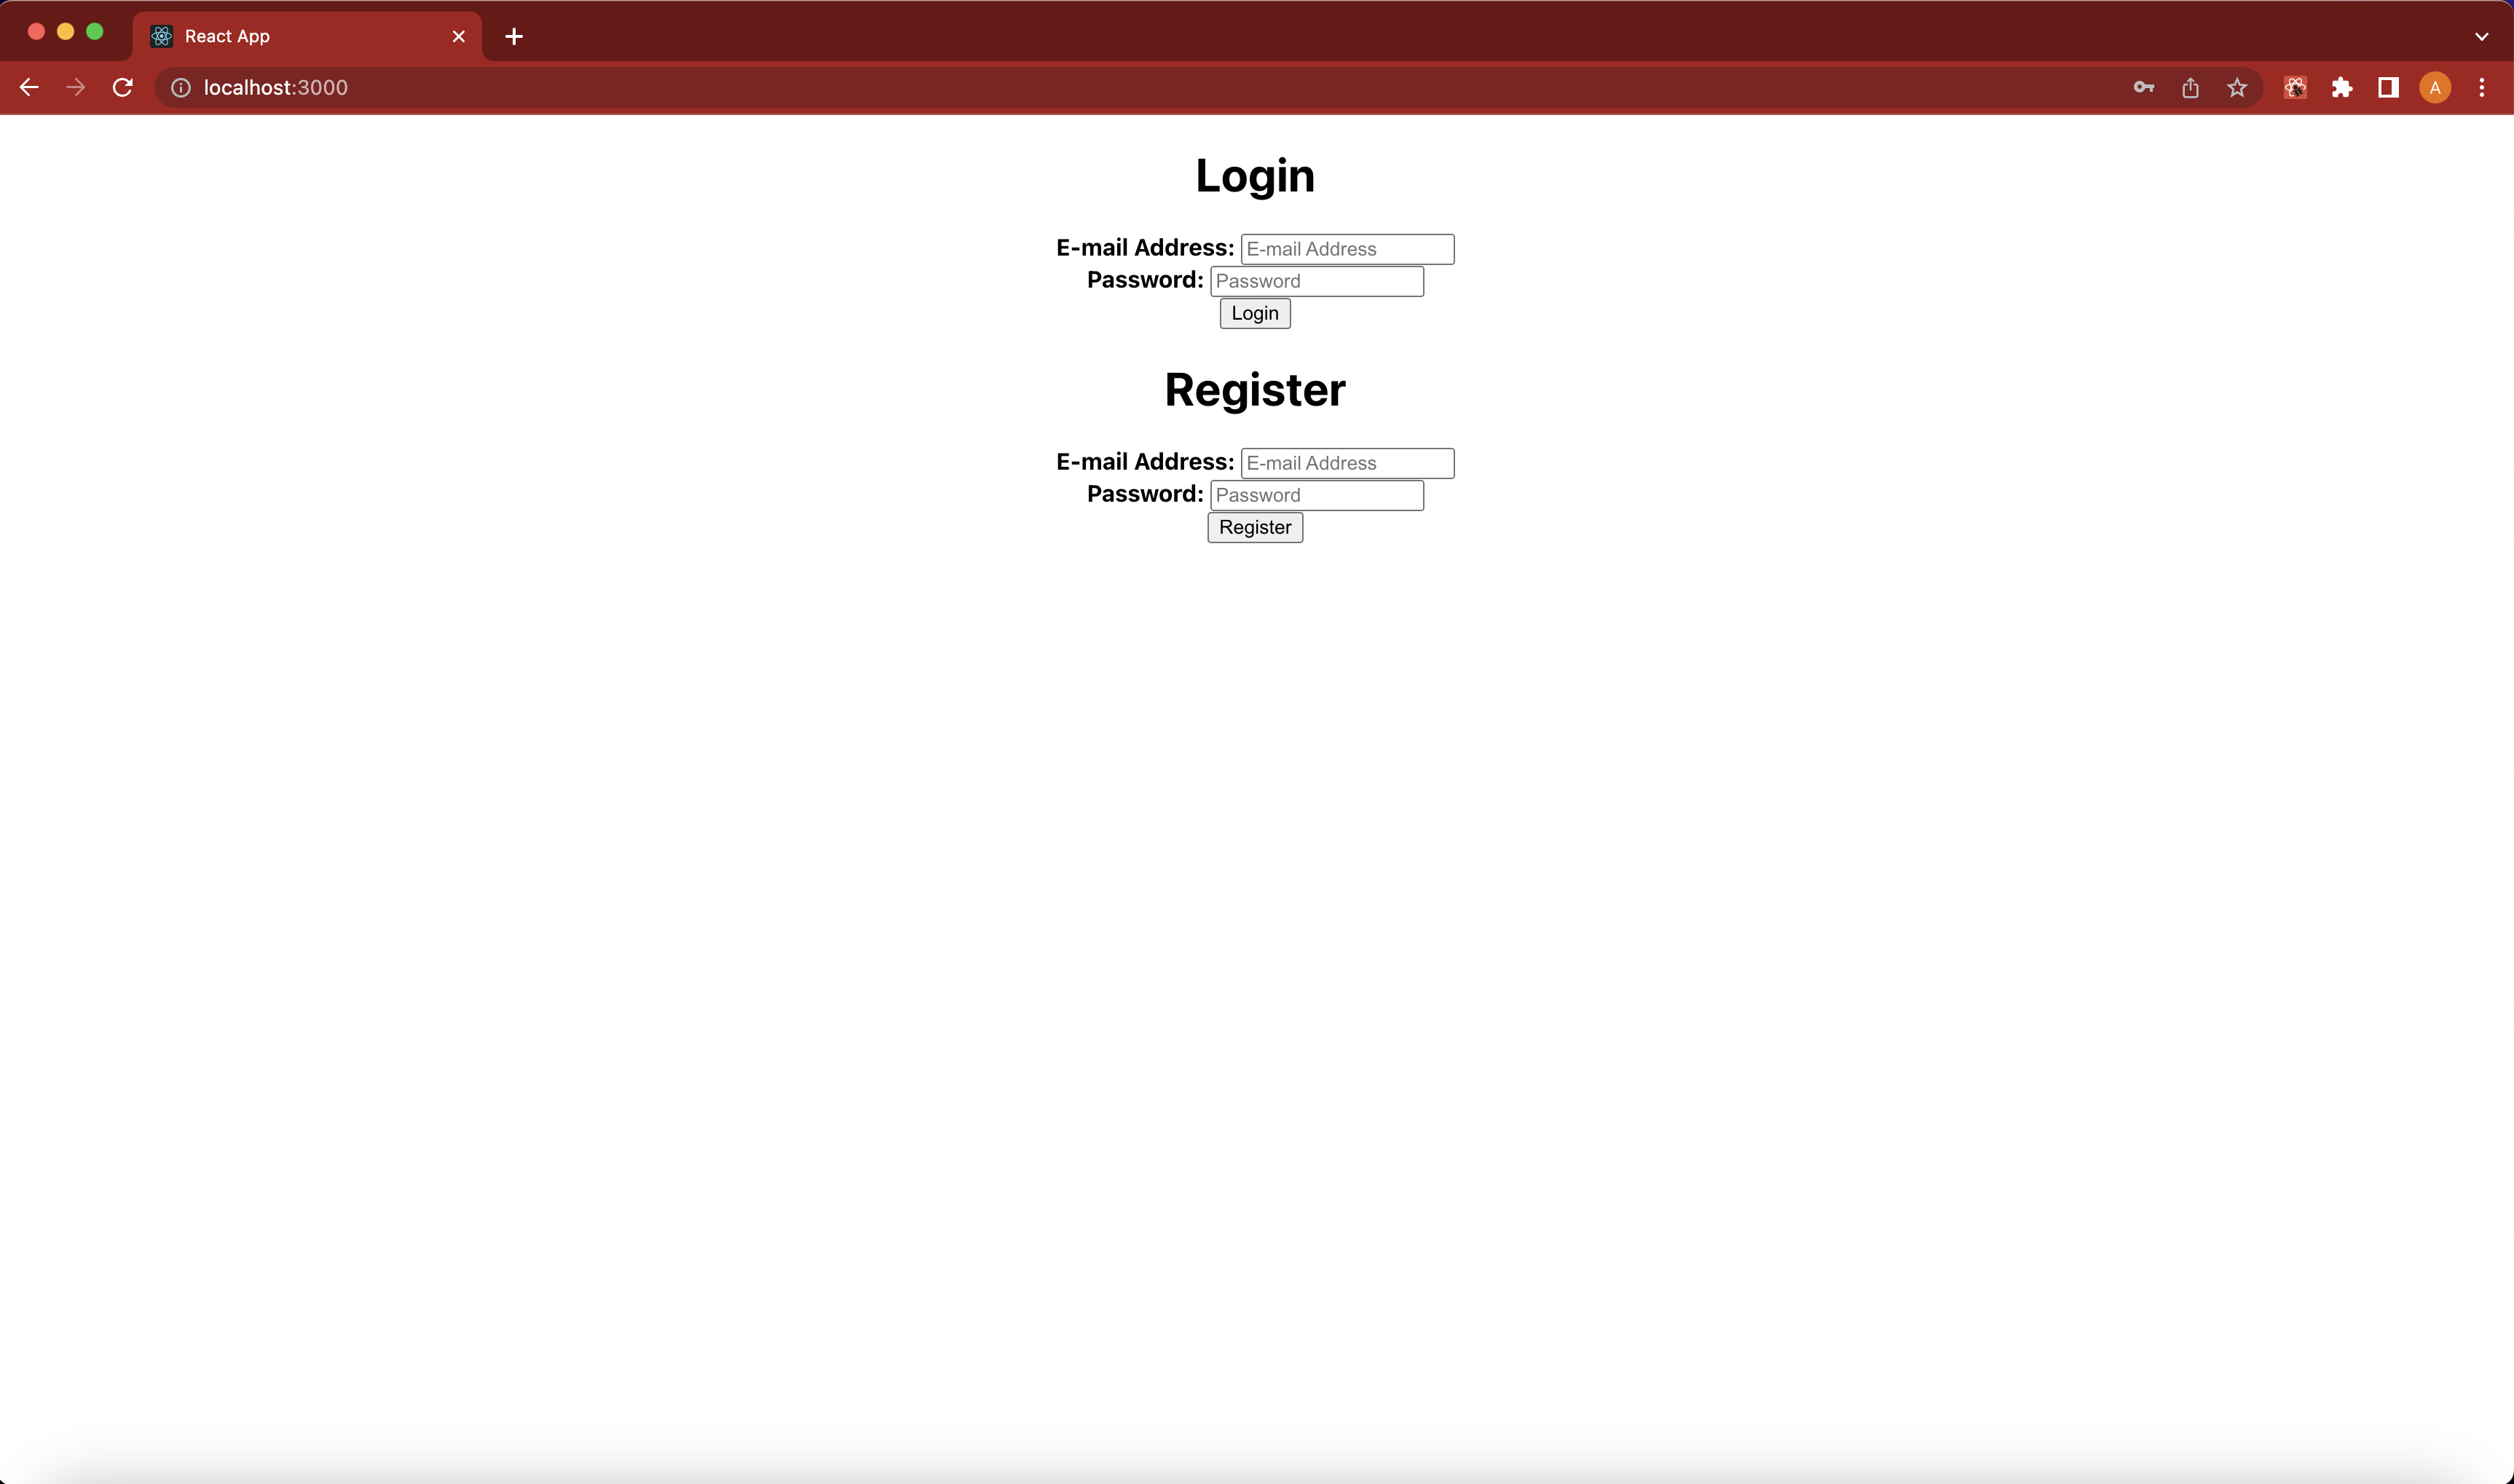 React App
localhost:3000
A
Login
E-mail Address: E-mail Address
Password: Password
Login
Register
E-mail Address: E-mail Address
Password: Password
Register